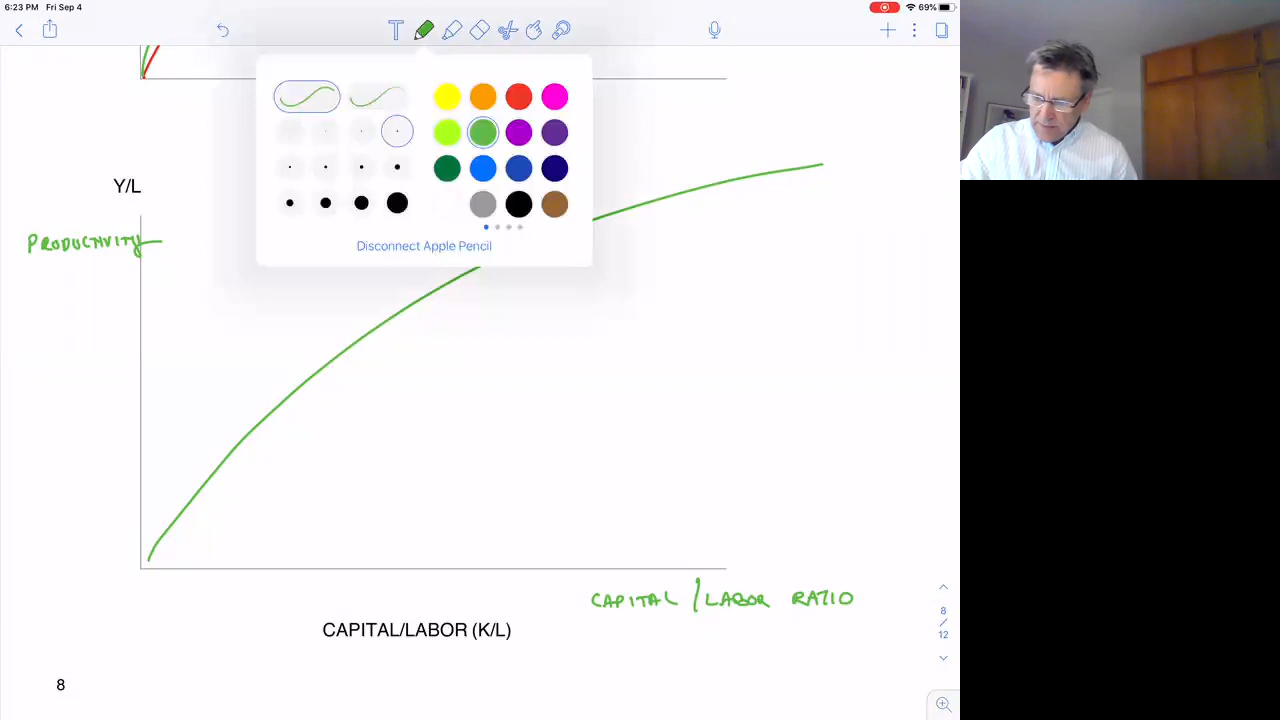 6:23 PM Fri Sep 4
69%
T
Y/L
PRODUCTIVITY
Disconnect Apple Pencil
CAPITAL/LABOR RATIO
8
/
12
CAPITAL/LABOR (K/L)
8